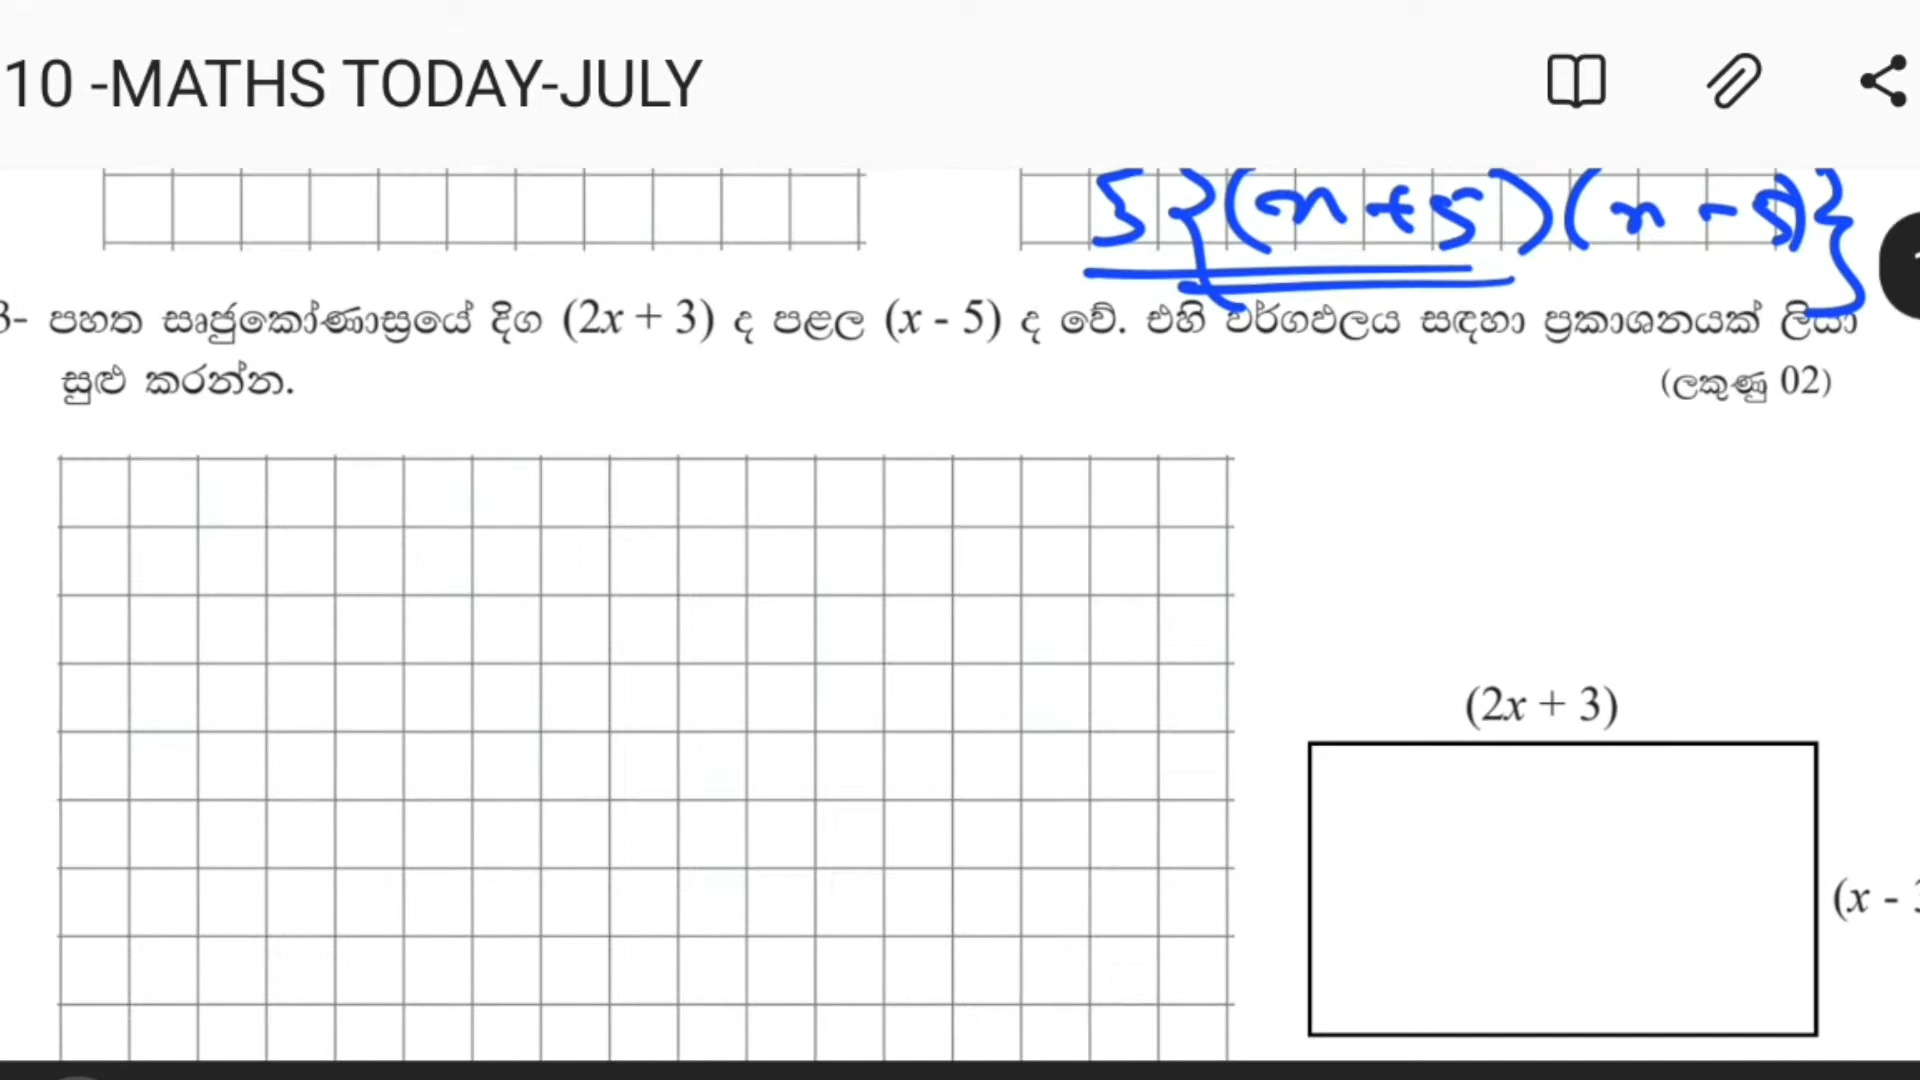 10 -MATHS TODAY-JULY
5{(x+5)(x-5)}
3- පහත සෘජුකෝණාස්‍රයේ දිග (2x + 3) ද පළල (x - 5) ද වේ. එහි වර්ගඵලය සඳහා ප්‍රකාශනයක් ලියා
සුළු කරන්න. (ලකුණු 02)
(2x + 3)
(x -